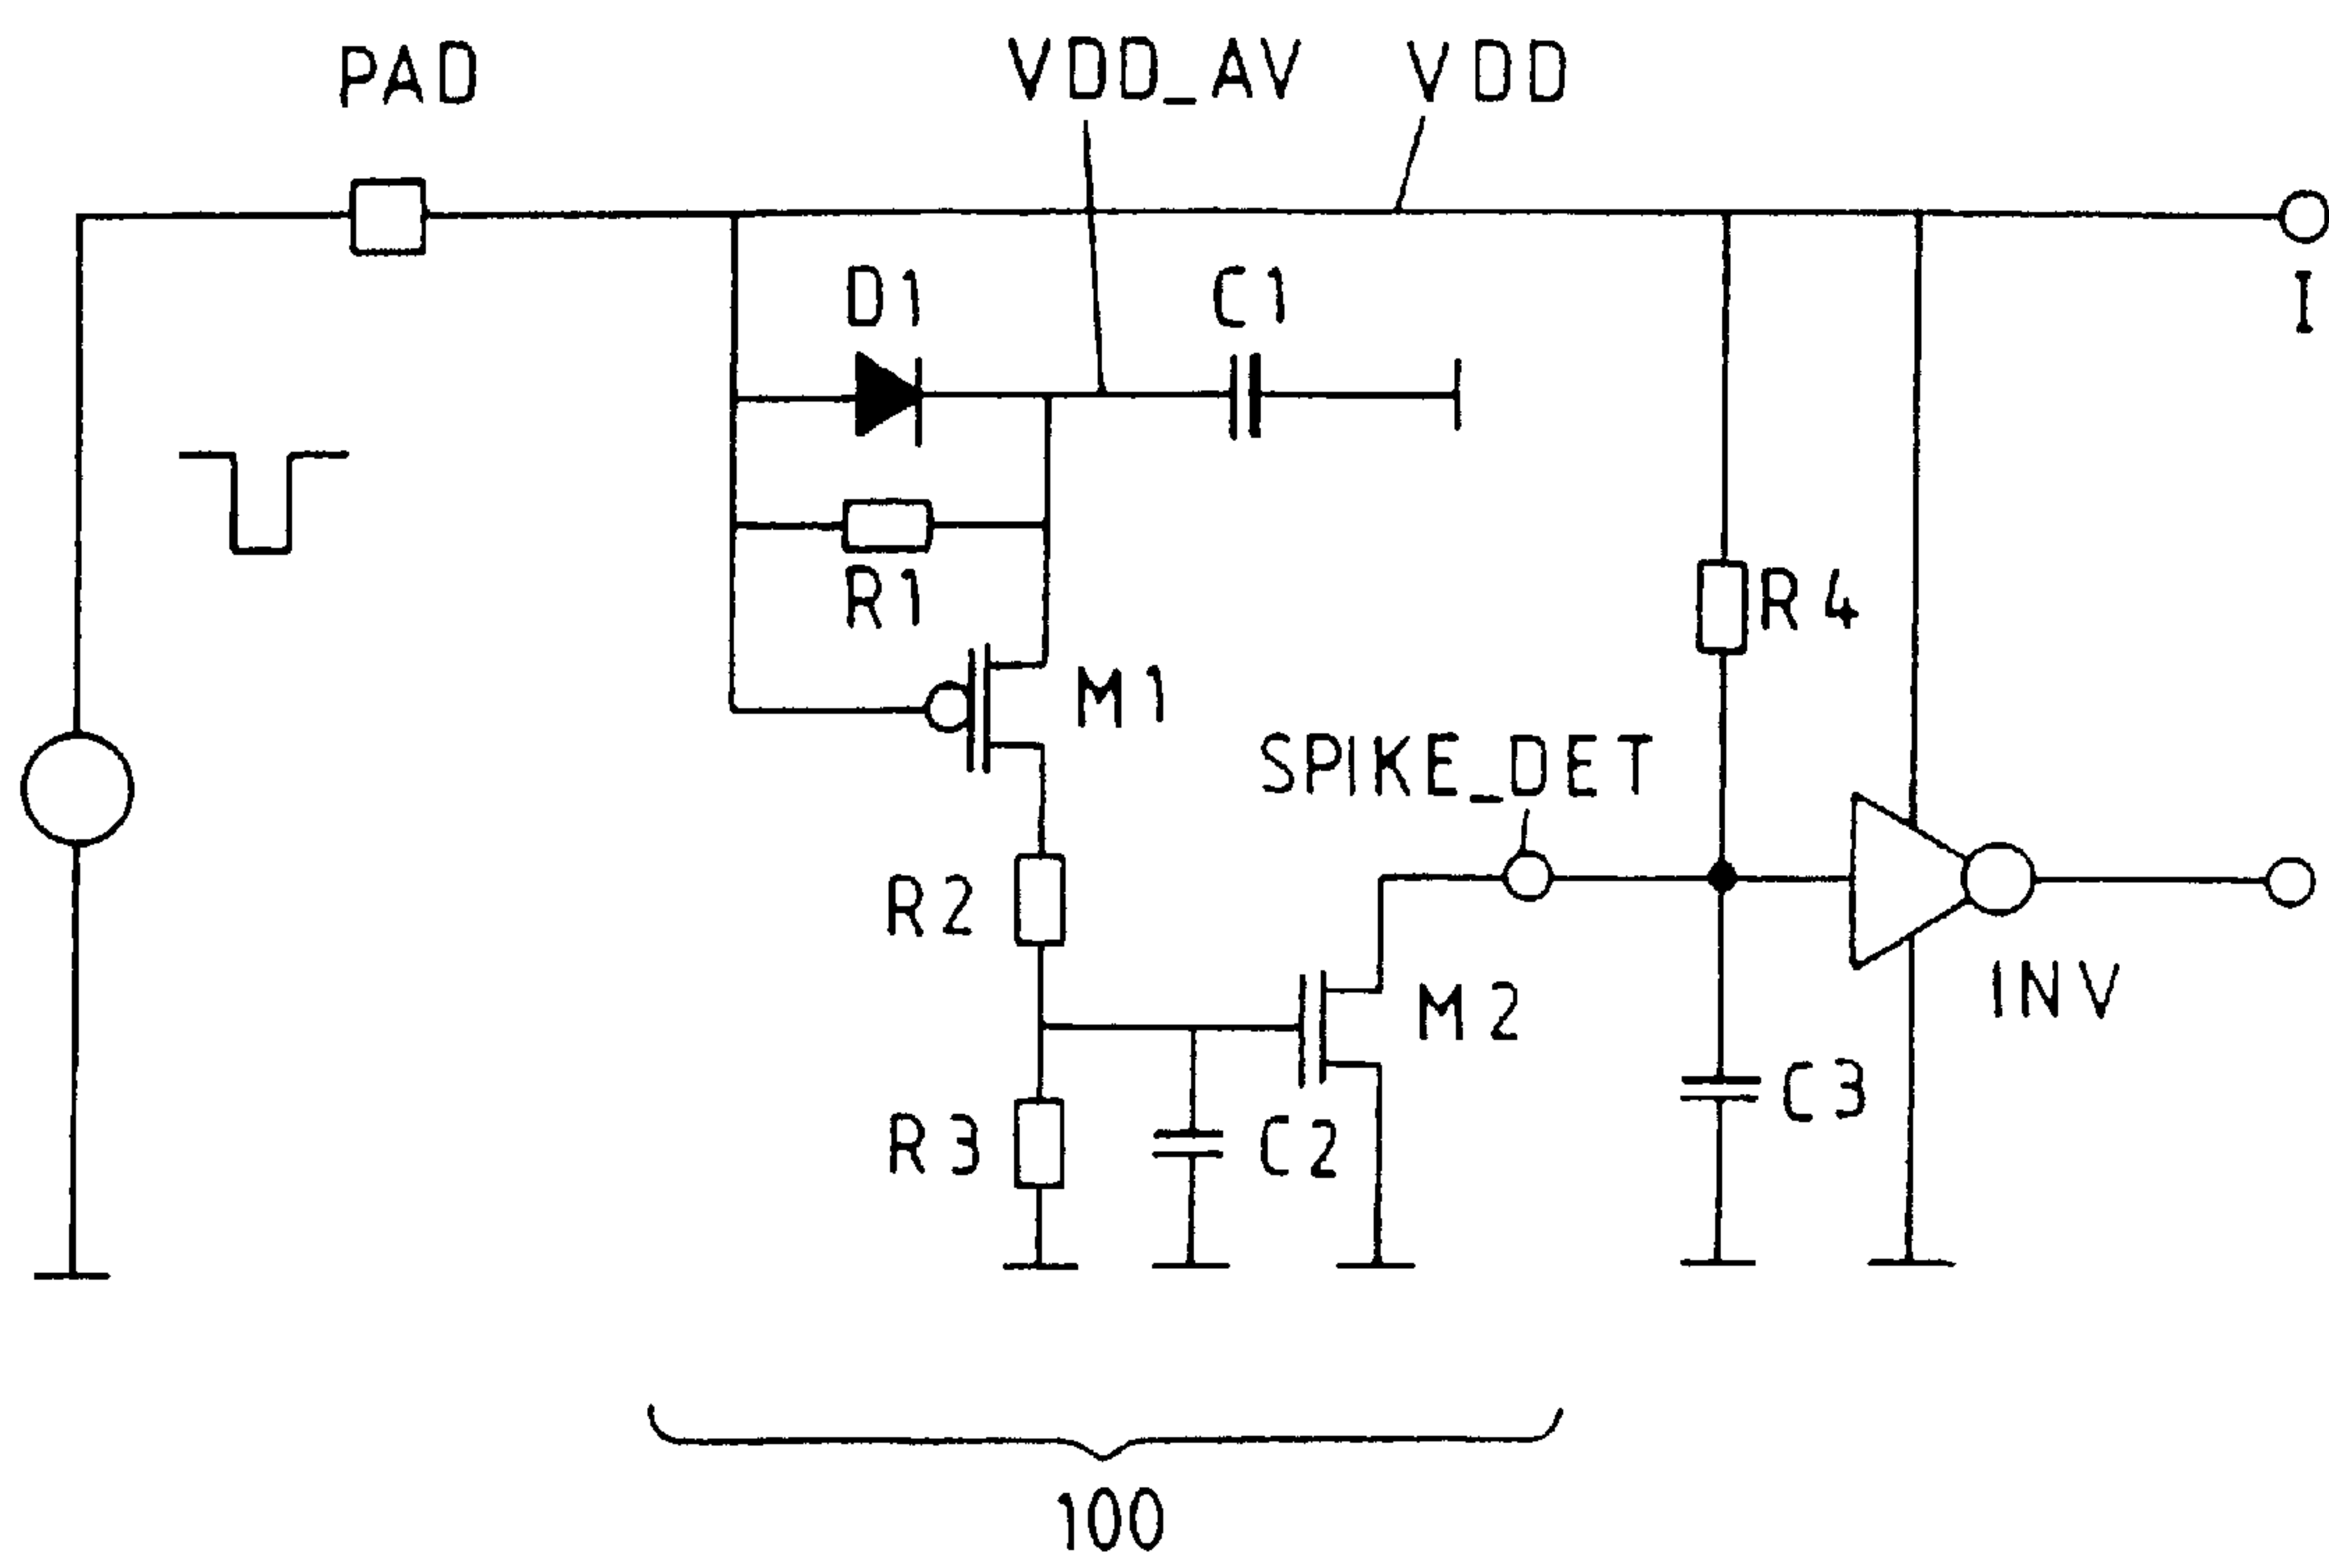 PAD
VDD_AV
VDD
D1
C1
I
R1
R4
M1
SPIKE_DET
R2
M2
INV
R3
C2
C3
100